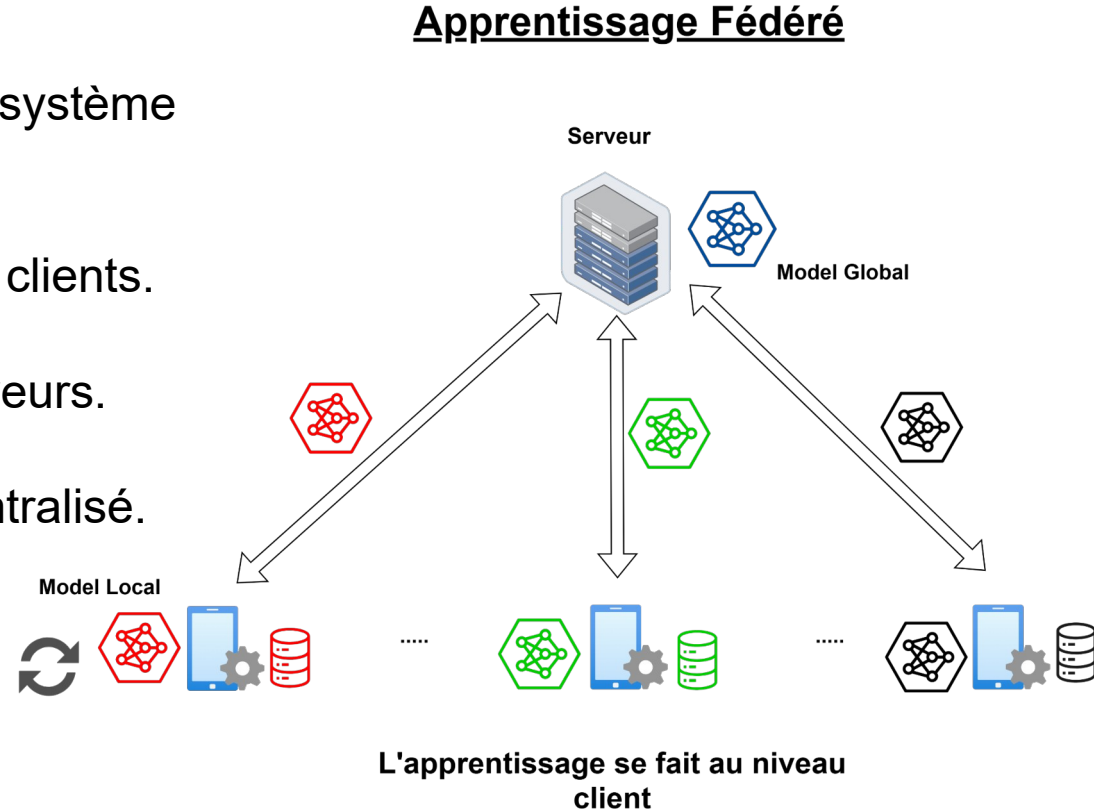 Apprentissage Fédéré
système
clients.
eurs.
ntralisé.
Serveur
Model Global
Model Local
.....
.....
L'apprentissage se fait au niveau
client